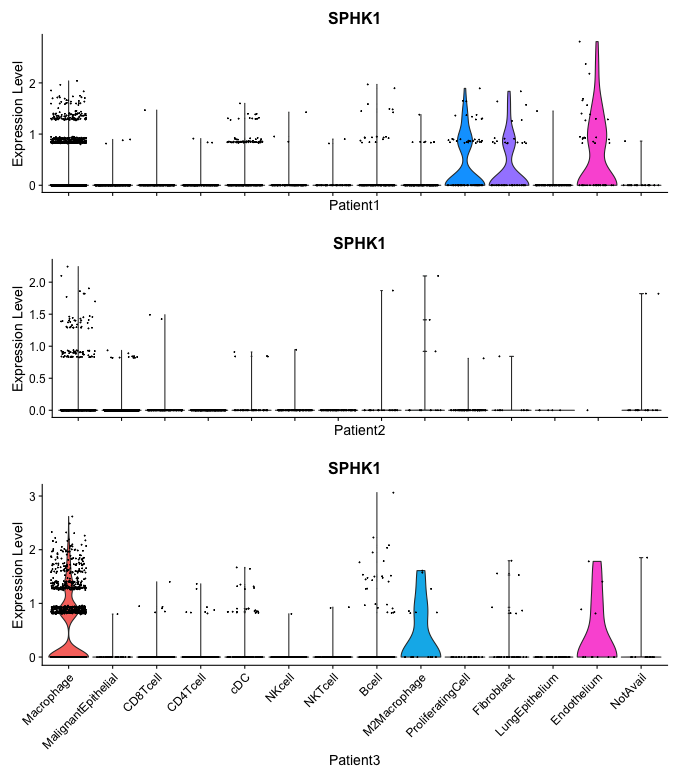 SPHK1
Expression Level
2
1
0
Patient1
SPHK1
Expression Level
2.0
1.5
1.0
0.5
0.0
Patient2
SPHK1
Expression Level
3
2
1
0
Macrophage
MalignantEpithelial
CD8Tcell
CD4Tcell
cDC
NKcell
NKTcell
Bcell
M2Macrophage
ProliferatingCell
Fibroblast
LungEpithelium
Endothelium
NotAvail
Patient3